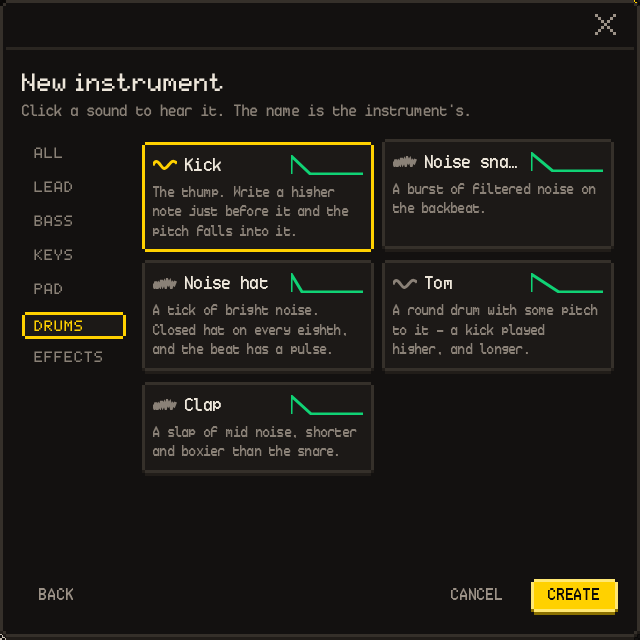 New instrument
Click a sound to hear it. The name is the instrument's.
ALL
LEAD
BASS
KEYS
PAD
DRUMS
EFFECTS
Kick
The thump. Write a higher
note just before it and the
pitch falls into it.
Noise sna…
A burst of filtered noise on
the backbeat.
Noise hat
A tick of bright noise.
Closed hat on every eighth,
and the beat has a pulse.
Tom
A round drum with some pitch
to it – a kick played
higher, and longer.
Clap
A slap of mid noise, shorter
and boxier than the snare.
BACK
CANCEL
CREATE